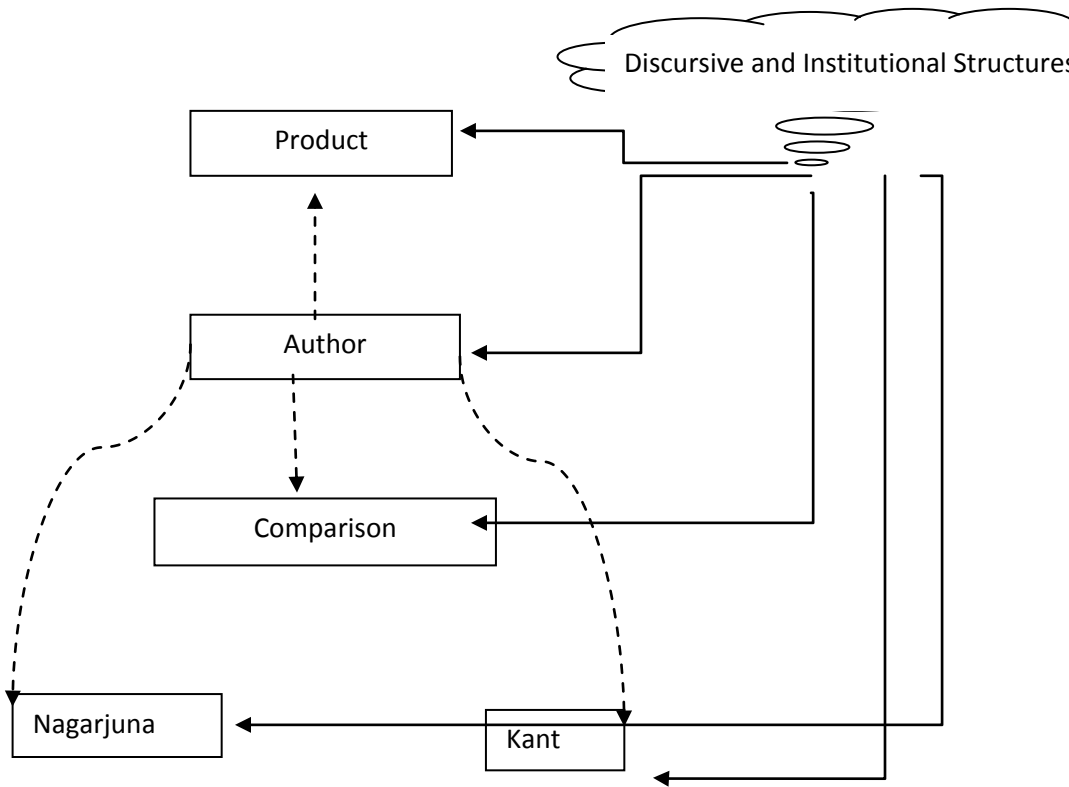 Discursive and Institutional Structures
Product
Author
Comparison
Nagarjuna
Kant